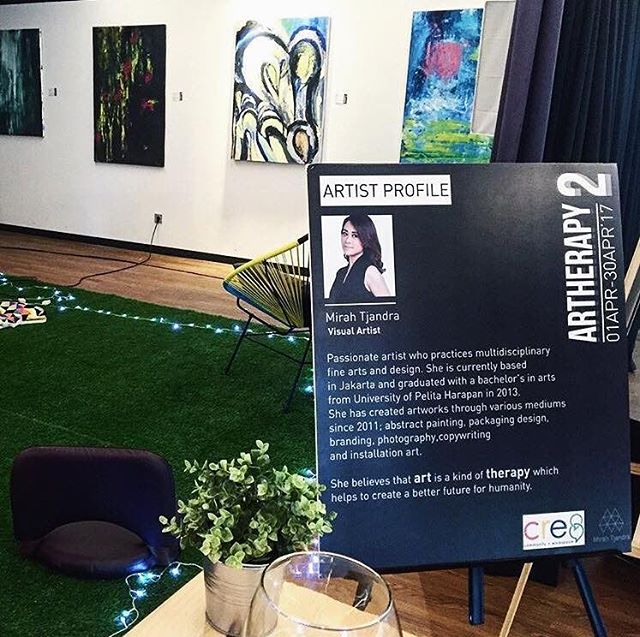 ARTIST PROFILE
ARTHERAPY 2
01APR-30APR'17
Mirah Tjandra
Visual Artist
Passionate artist who practices multidisciplinary
fine arts and design. She is currently based
in Jakarta and graduated with a bachelor's in arts
from University of Pelita Harapan in 2013.
She has created artworks through various mediums
since 2011; abstract painting, packaging design,
branding, photography,copywriting
and installation art.
She believes that art is a kind of therapy which
helps to create a better future for humanity.
cre8
community + workspace
Mirah Tjandra